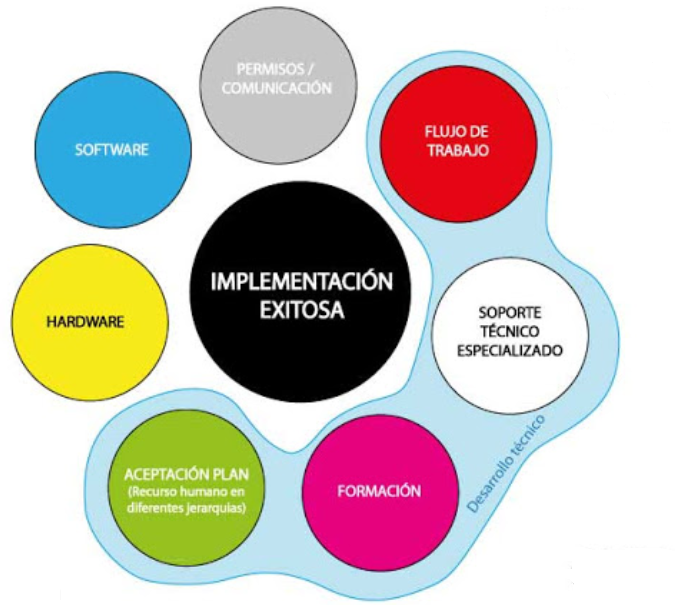 PERMISOS /
COMUNICACIÓN
SOFTWARE
FLUJO DE
TRABAJO
IMPLEMENTACIÓN
EXITOSA
HARDWARE
SOPORTE
TÉCNICO
ESPECIALIZADO
ACEPTACIÓN PLAN
(Recurso humano en
diferentes jerarquias)
FORMACIÓN
Desarrollo técnico